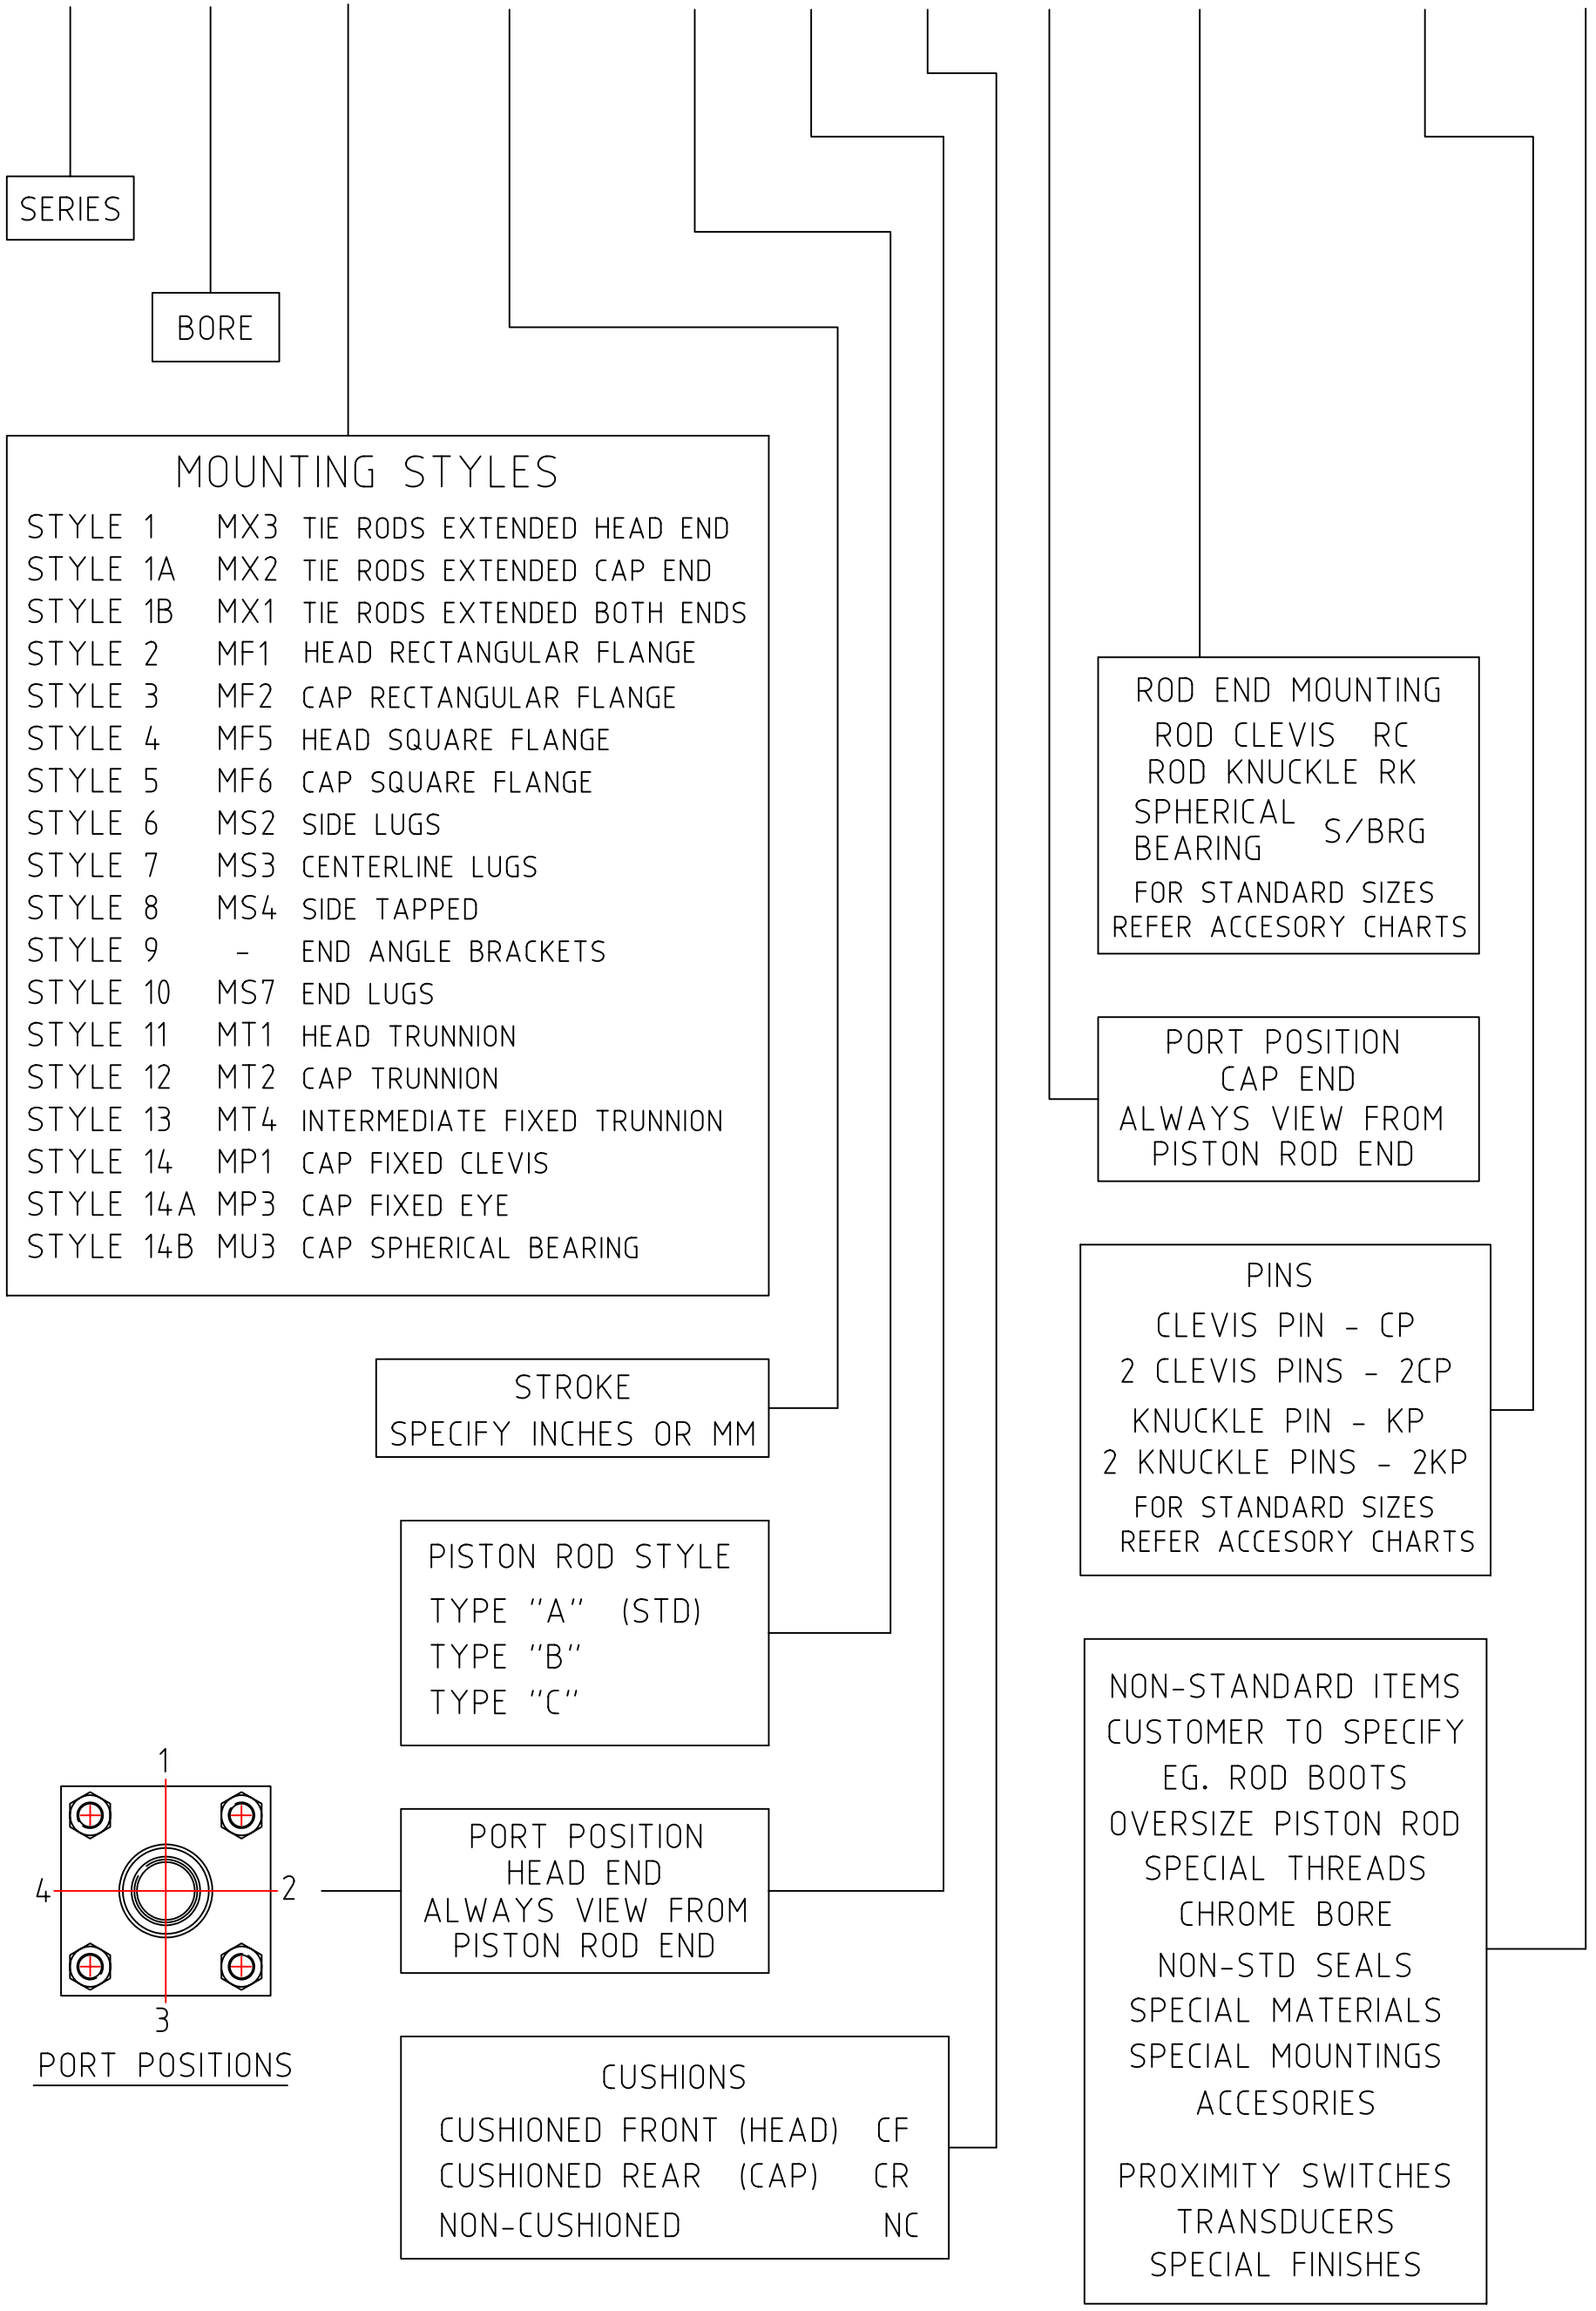 SERIES
BORE
MOUNTING STYLES
STYLE 1 MX3 TIE RODS EXTENDED HEAD END
STYLE 1A MX2 TIE RODS EXTENDED CAP END
STYLE 1B MX1 TIE RODS EXTENDED BOTH ENDS
STYLE 2 MF1 HEAD RECTANGULAR FLANGE
STYLE 3 MF2 CAP RECTANGULAR FLANGE
STYLE 4 MF5 HEAD SQUARE FLANGE
STYLE 5 MF6 CAP SQUARE FLANGE
STYLE 6 MS2 SIDE LUGS
STYLE 7 MS3 CENTERLINE LUGS
STYLE 8 MS4 SIDE TAPPED
STYLE 9 - END ANGLE BRACKETS
STYLE 10 MS7 END LUGS
STYLE 11 MT1 HEAD TRUNNION
STYLE 12 MT2 CAP TRUNNION
STYLE 13 MT4 INTERMEDIATE FIXED TRUNNION
STYLE 14 MP1 CAP FIXED CLEVIS
STYLE 14A MP3 CAP FIXED EYE
STYLE 14B MU3 CAP SPHERICAL BEARING
STROKE
SPECIFY INCHES OR MM
PISTON ROD STYLE
TYPE "A" (STD)
TYPE "B"
TYPE "C"
1
4
2
3
PORT POSITIONS
PORT POSITION
HEAD END
ALWAYS VIEW FROM
PISTON ROD END
CUSHIONS
CUSHIONED FRONT (HEAD) CF
CUSHIONED REAR (CAP) CR
NON-CUSHIONED NC
ROD END MOUNTING
ROD CLEVIS RC
ROD KNUCKLE RK
SPHERICAL
BEARING S/BRG
FOR STANDARD SIZES
REFER ACCESORY CHARTS
PORT POSITION
CAP END
ALWAYS VIEW FROM
PISTON ROD END
PINS
CLEVIS PIN - CP
2 CLEVIS PINS - 2CP
KNUCKLE PIN - KP
2 KNUCKLE PINS - 2KP
FOR STANDARD SIZES
REFER ACCESORY CHARTS
NON-STANDARD ITEMS
CUSTOMER TO SPECIFY
EG. ROD BOOTS
OVERSIZE PISTON ROD
SPECIAL THREADS
CHROME BORE
NON-STD SEALS
SPECIAL MATERIALS
SPECIAL MOUNTINGS
ACCESORIES
PROXIMITY SWITCHES
TRANSDUCERS
SPECIAL FINISHES